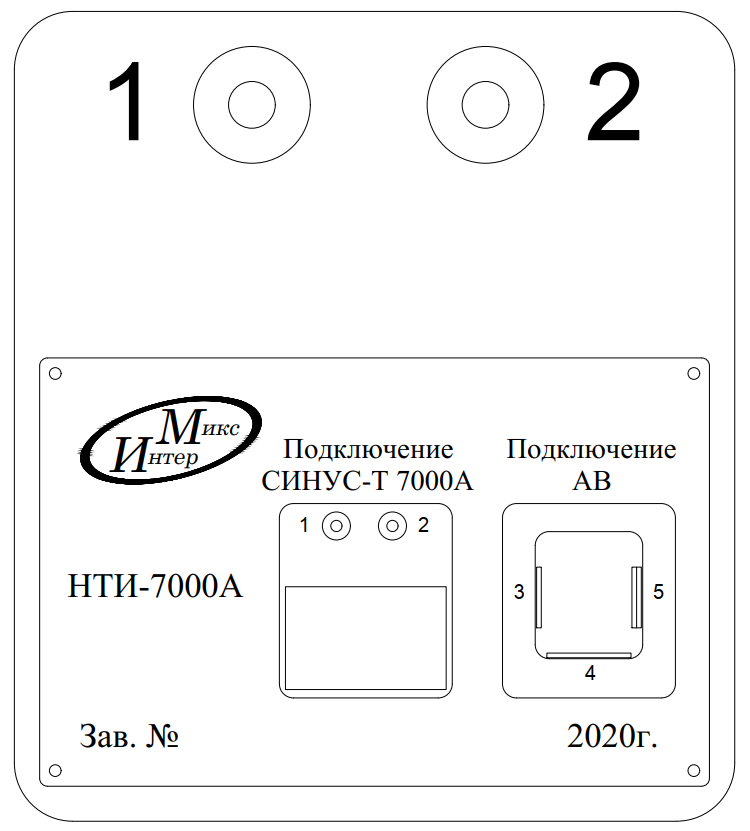 1 2
Микс
Интер
Подключение
СИНУС-Т 7000А
Подключение
АВ
1 2
НТИ-7000А
3 5
4
Зав. №
2020г.